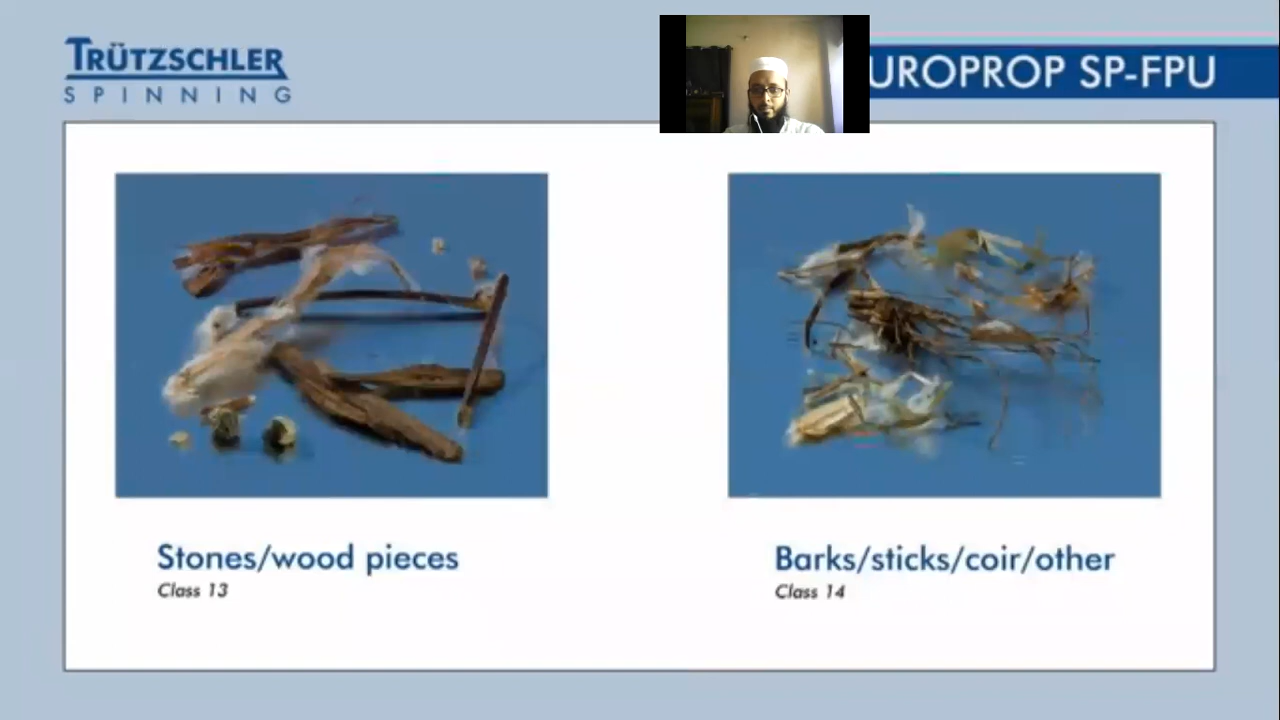 TRÜTZSCHLER
SPINNING
UROPROP SP-FPU
Stones/wood pieces
Class 13
Barks/sticks/coir/other
Class 14